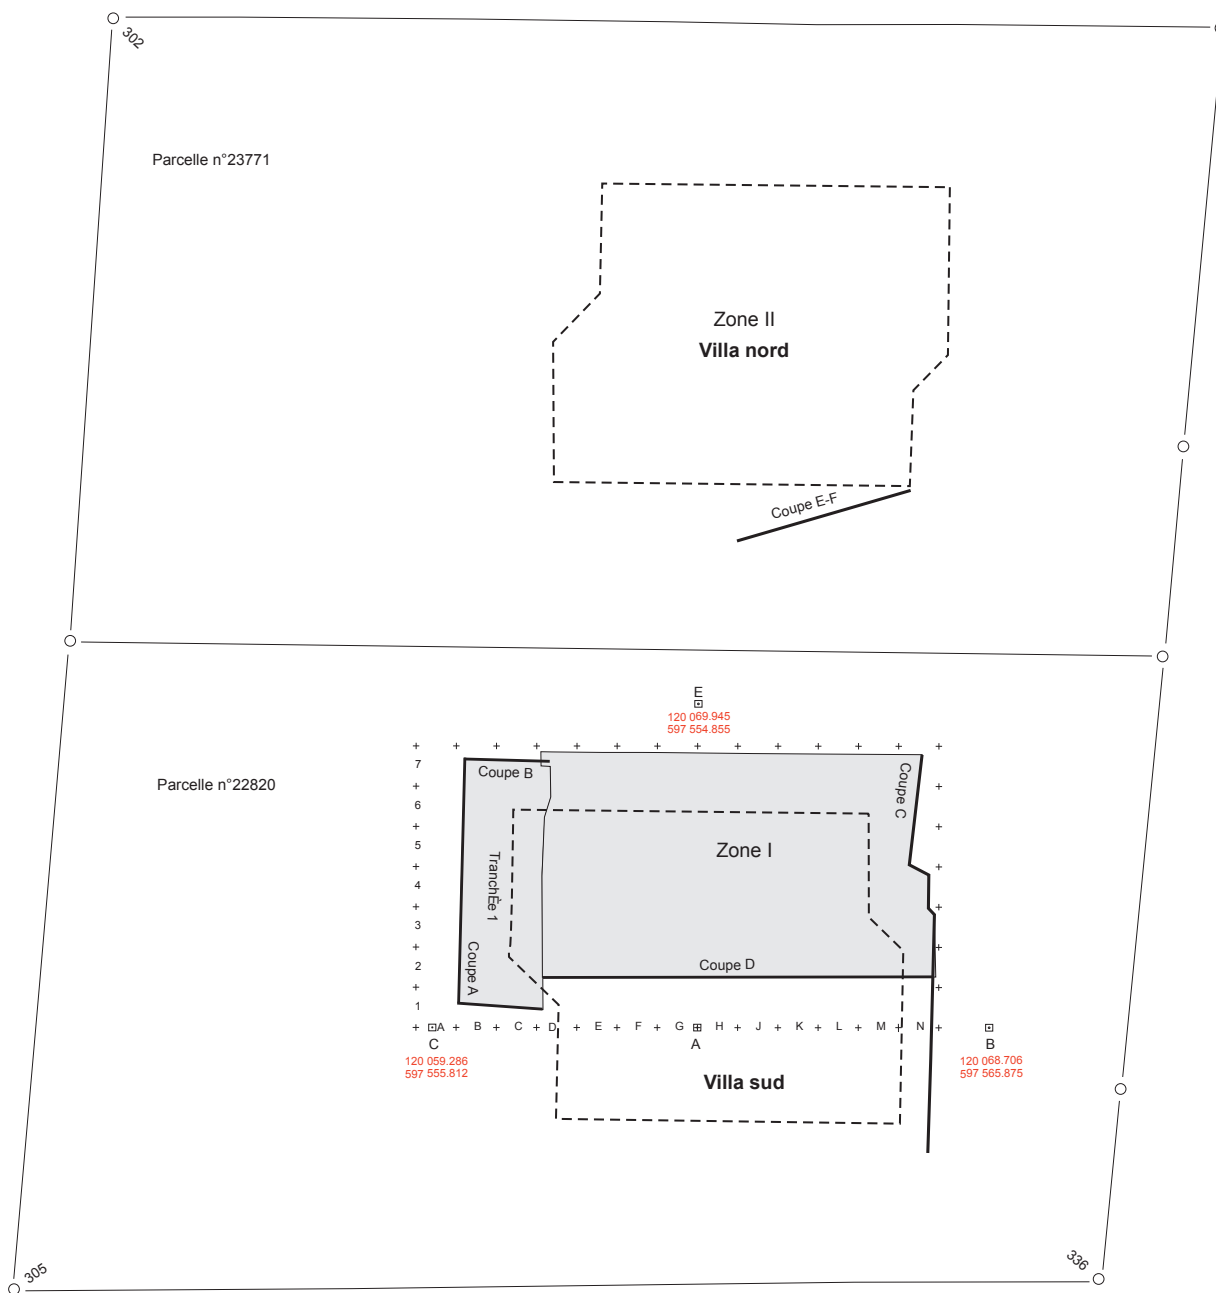 302
Parcelle n°23771
Zone II
Villa nord
Coupe E-F
E
120 069.945
597 554.855
Parcelle n°22820
7
6
5
4
3
2
1
Coupe B
Coupe C
Zone I
TranchÈe 1
Coupe A
Coupe D
A B C D E F G H J K L M N
C
120 059.286
597 555.812
A
B
120 068.706
597 565.875
Villa sud
305
336